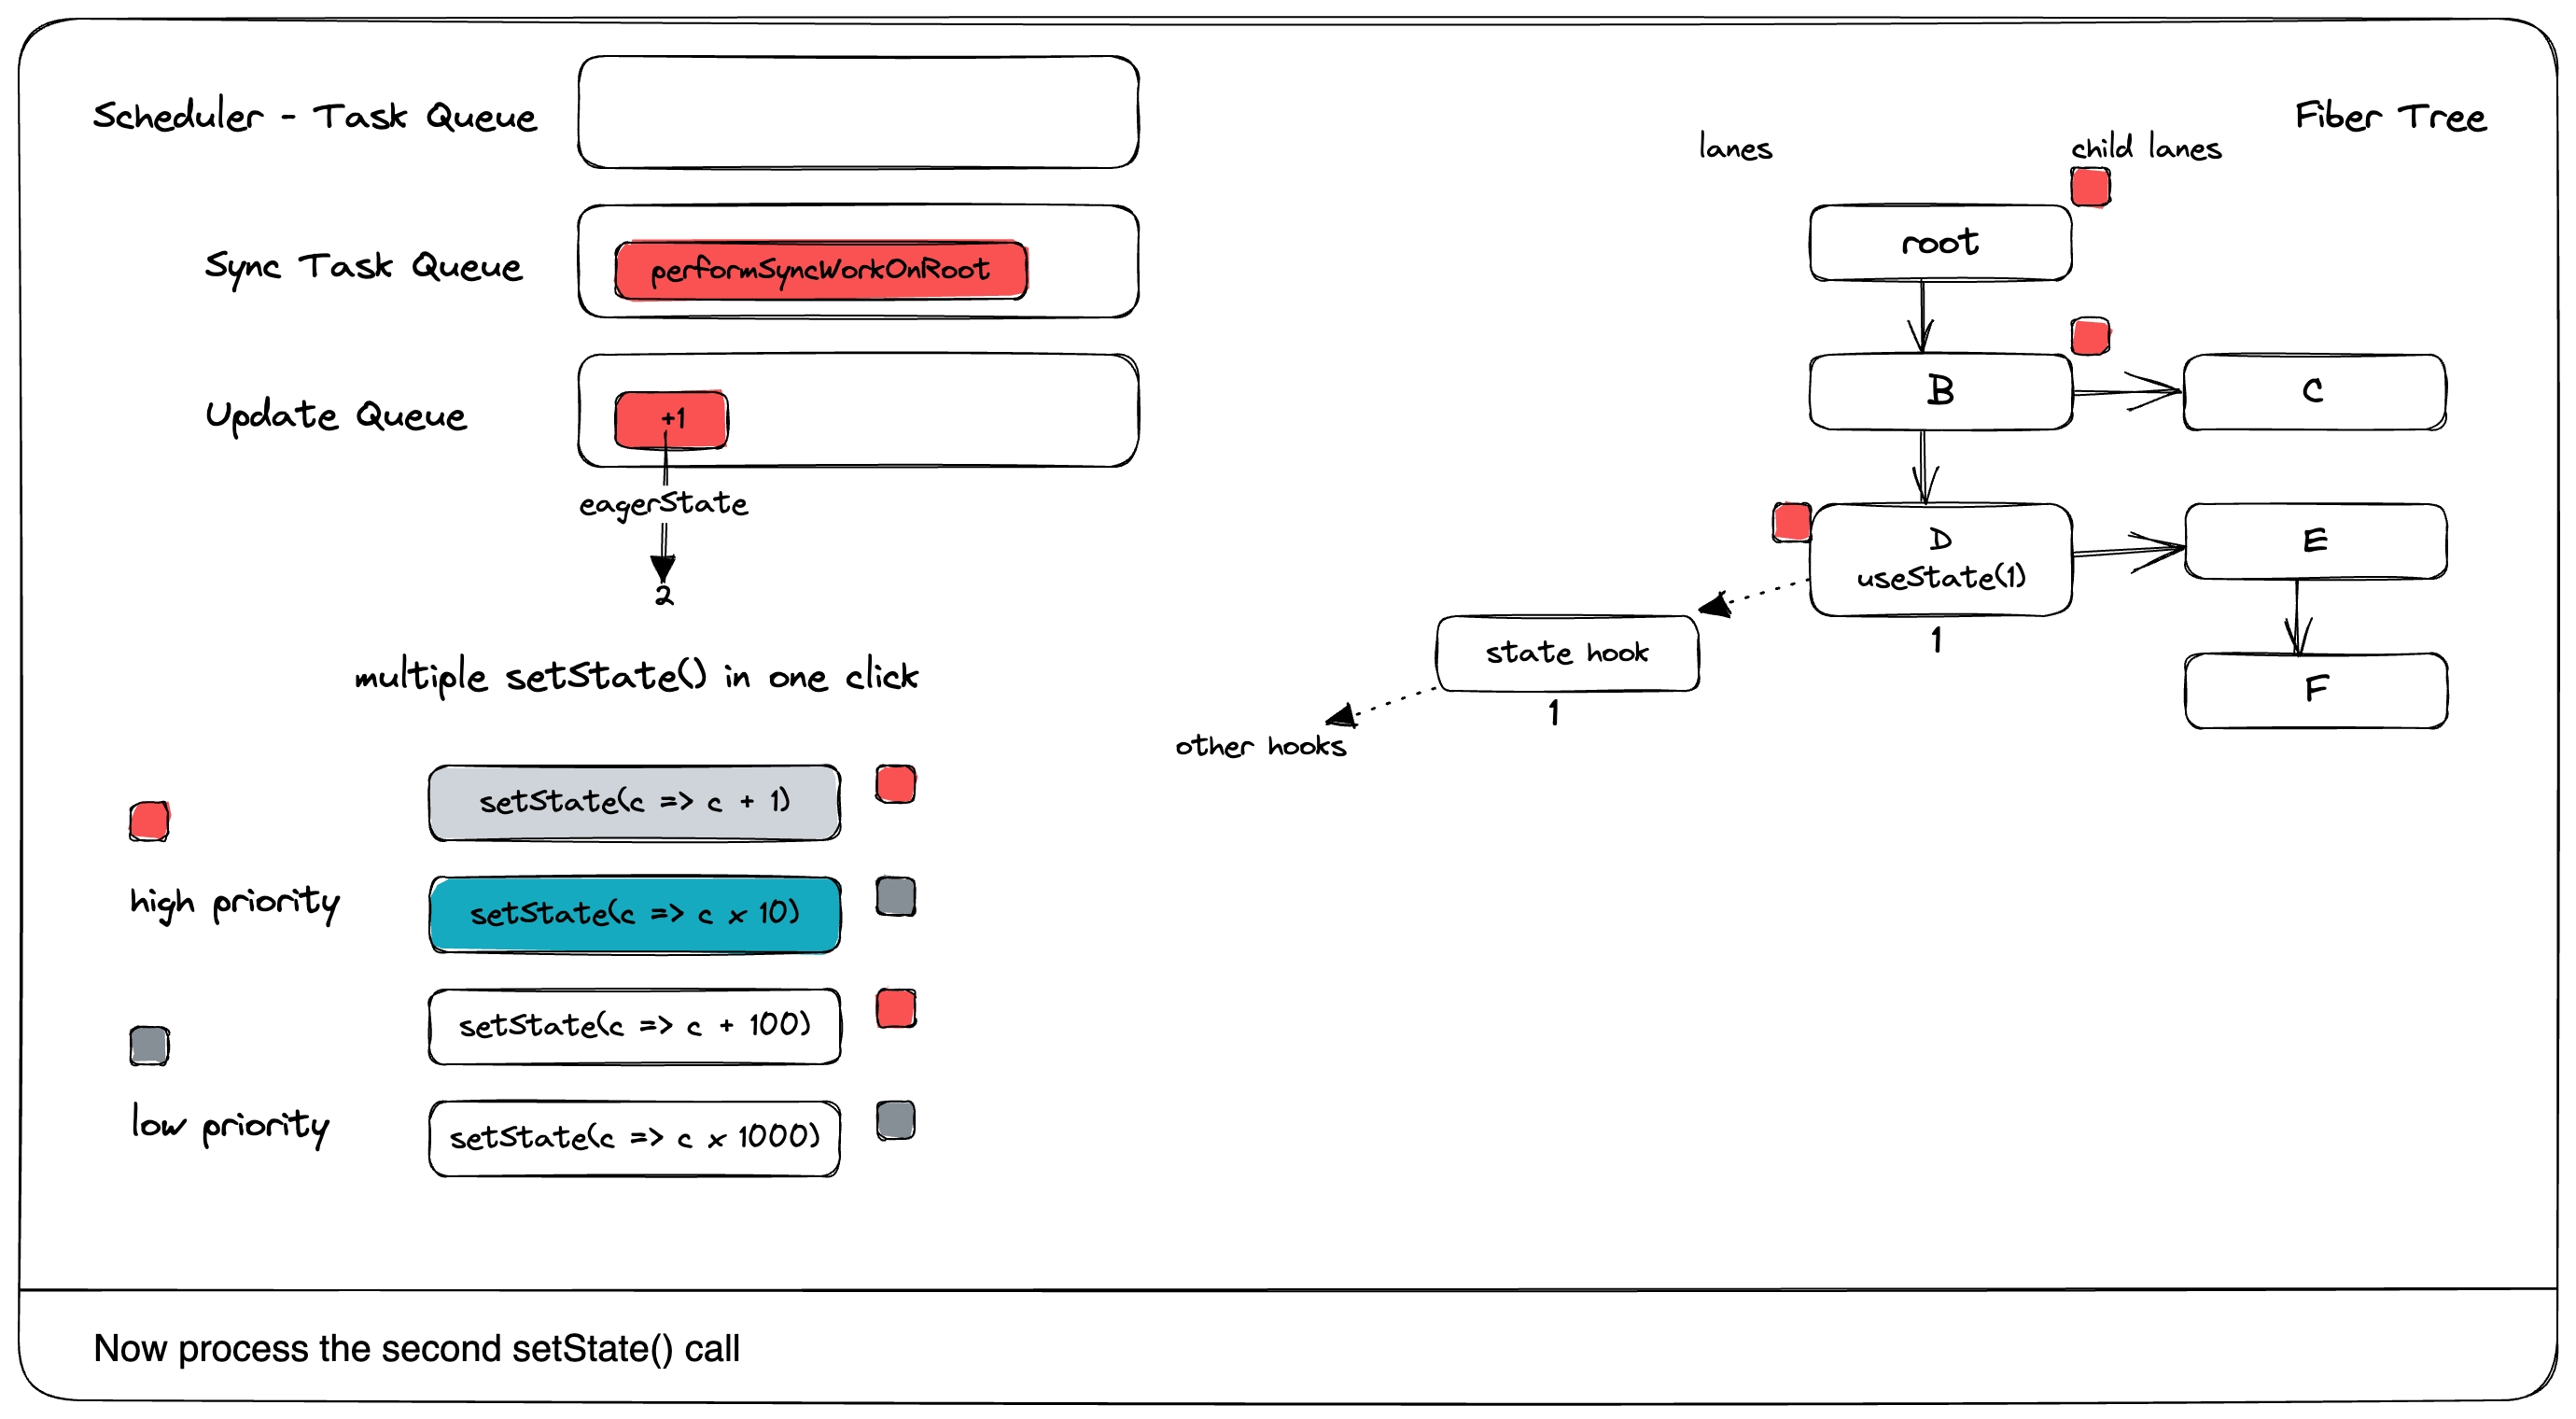 Scheduler - Task Queue
Sync Task Queue
performSyncWorkOnRoot
Update Queue
+1
eagerState
2
multiple setState() in one click
high priority
low priority
setState(c => c + 1)
setState(c => c x 10)
setState(c => c + 100)
setState(c => c x 1000)
Fiber Tree
lanes
child lanes
root
B
C
D
useState(1)
1
E
F
state hook
1
other hooks
Now process the second setState() call